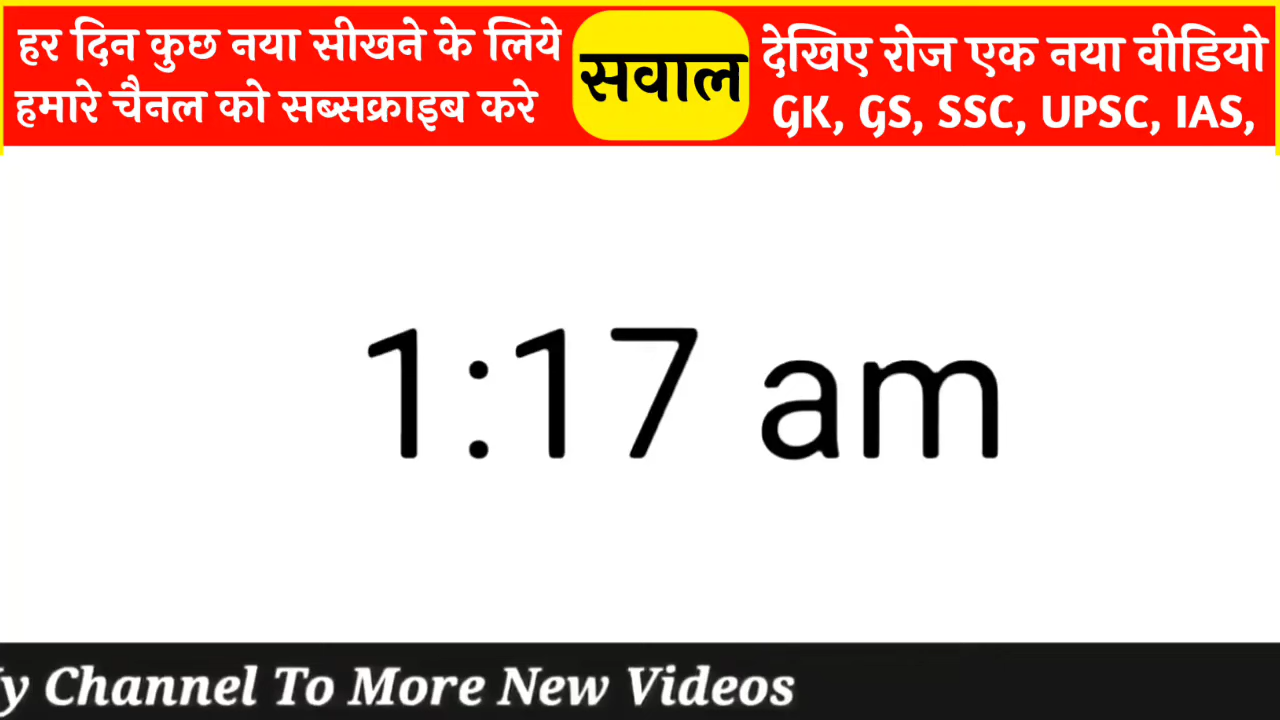 हर दिन कुछ नया सीखने के लिये
हमारे चैनल को सब्सक्राइब करे
सवाल
देखिए रोज एक नया वीडियो
GK, GS, SSC, UPSC, IAS,
1:17 am
Channel To More New Videos